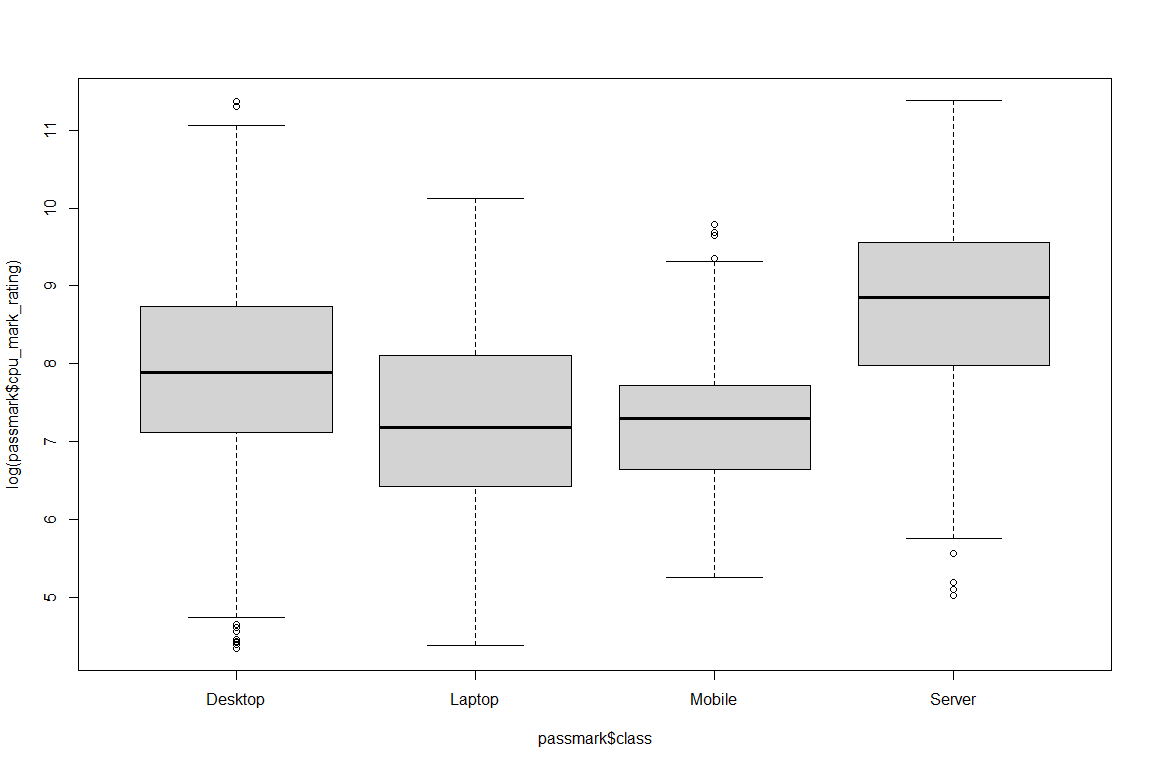 log(passmark$cpu_mark_rating)
11
10
9
8
7
6
5
Desktop
Laptop
Mobile
Server
passmark$class